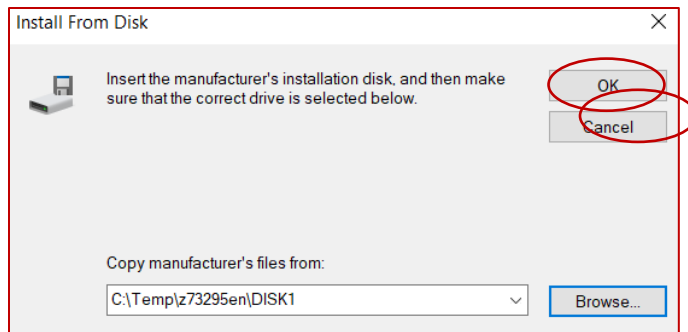 Install From Disk
Insert the manufacturer's installation disk, and then make
sure that the correct drive is selected below.
OK
Cancel
Copy manufacturer's files from:
C:\Temp\z73295en\DISK1
Browse...